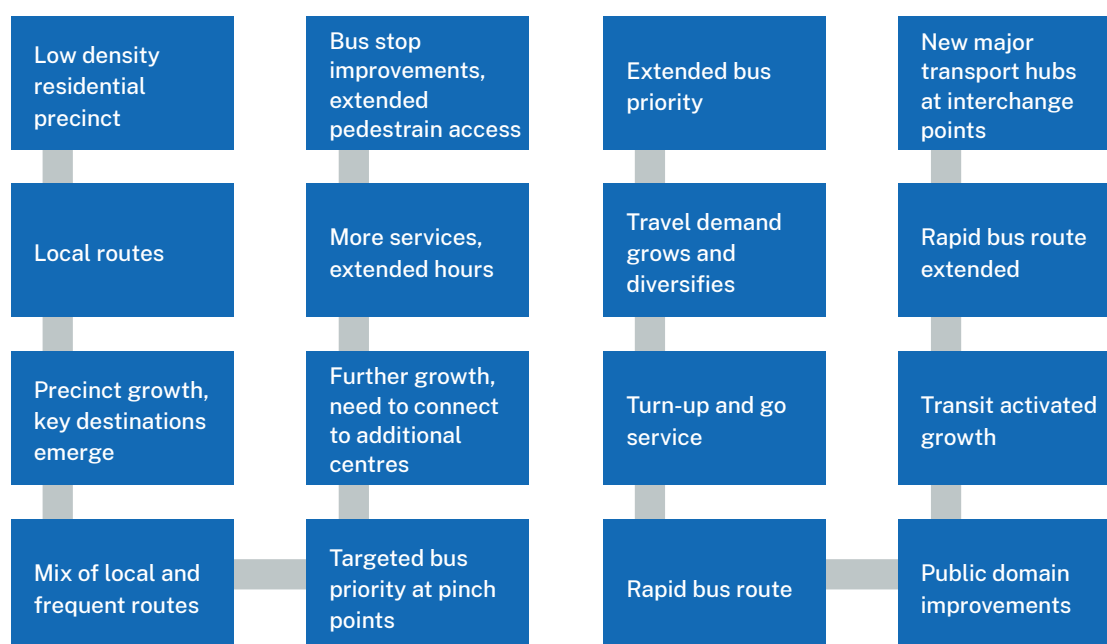 Low density
residential
precinct
Local routes
Precinct growth,
key destinations
emerge
Mix of local and
frequent routes
Bus stop
improvements,
extended
pedestrain access
More services,
extended hours
Further growth,
need to connect
to additional
centres
Targeted bus
priority at pinch
points
Extended bus
priority
Travel demand
grows and
diversifies
Turn-up and go
service
Rapid bus route
New major
transport hubs
at interchange
points
Rapid bus route
extended
Transit activated
growth
Public domain
improvements